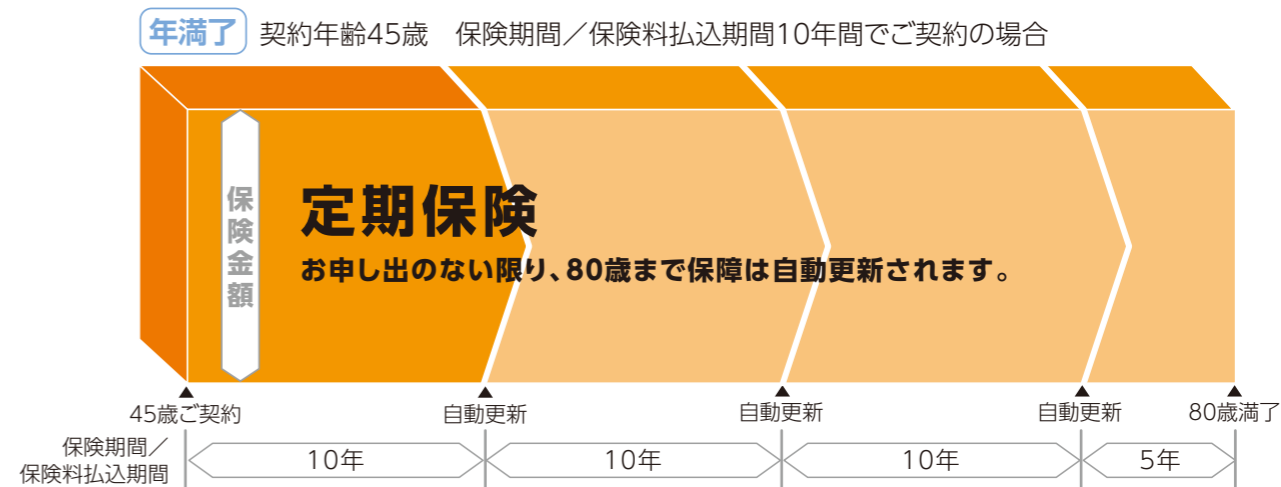 年満了 契約年齢45歳 保険期間／保険料払込期間10年間でご契約の場合
保険金額
定期保険
お申し出のない限り、80歳まで保障は自動更新されます。
45歳ご契約 自動更新 自動更新 自動更新 80歳満了
保険期間／
保険料払込期間
10年 10年 10年 5年